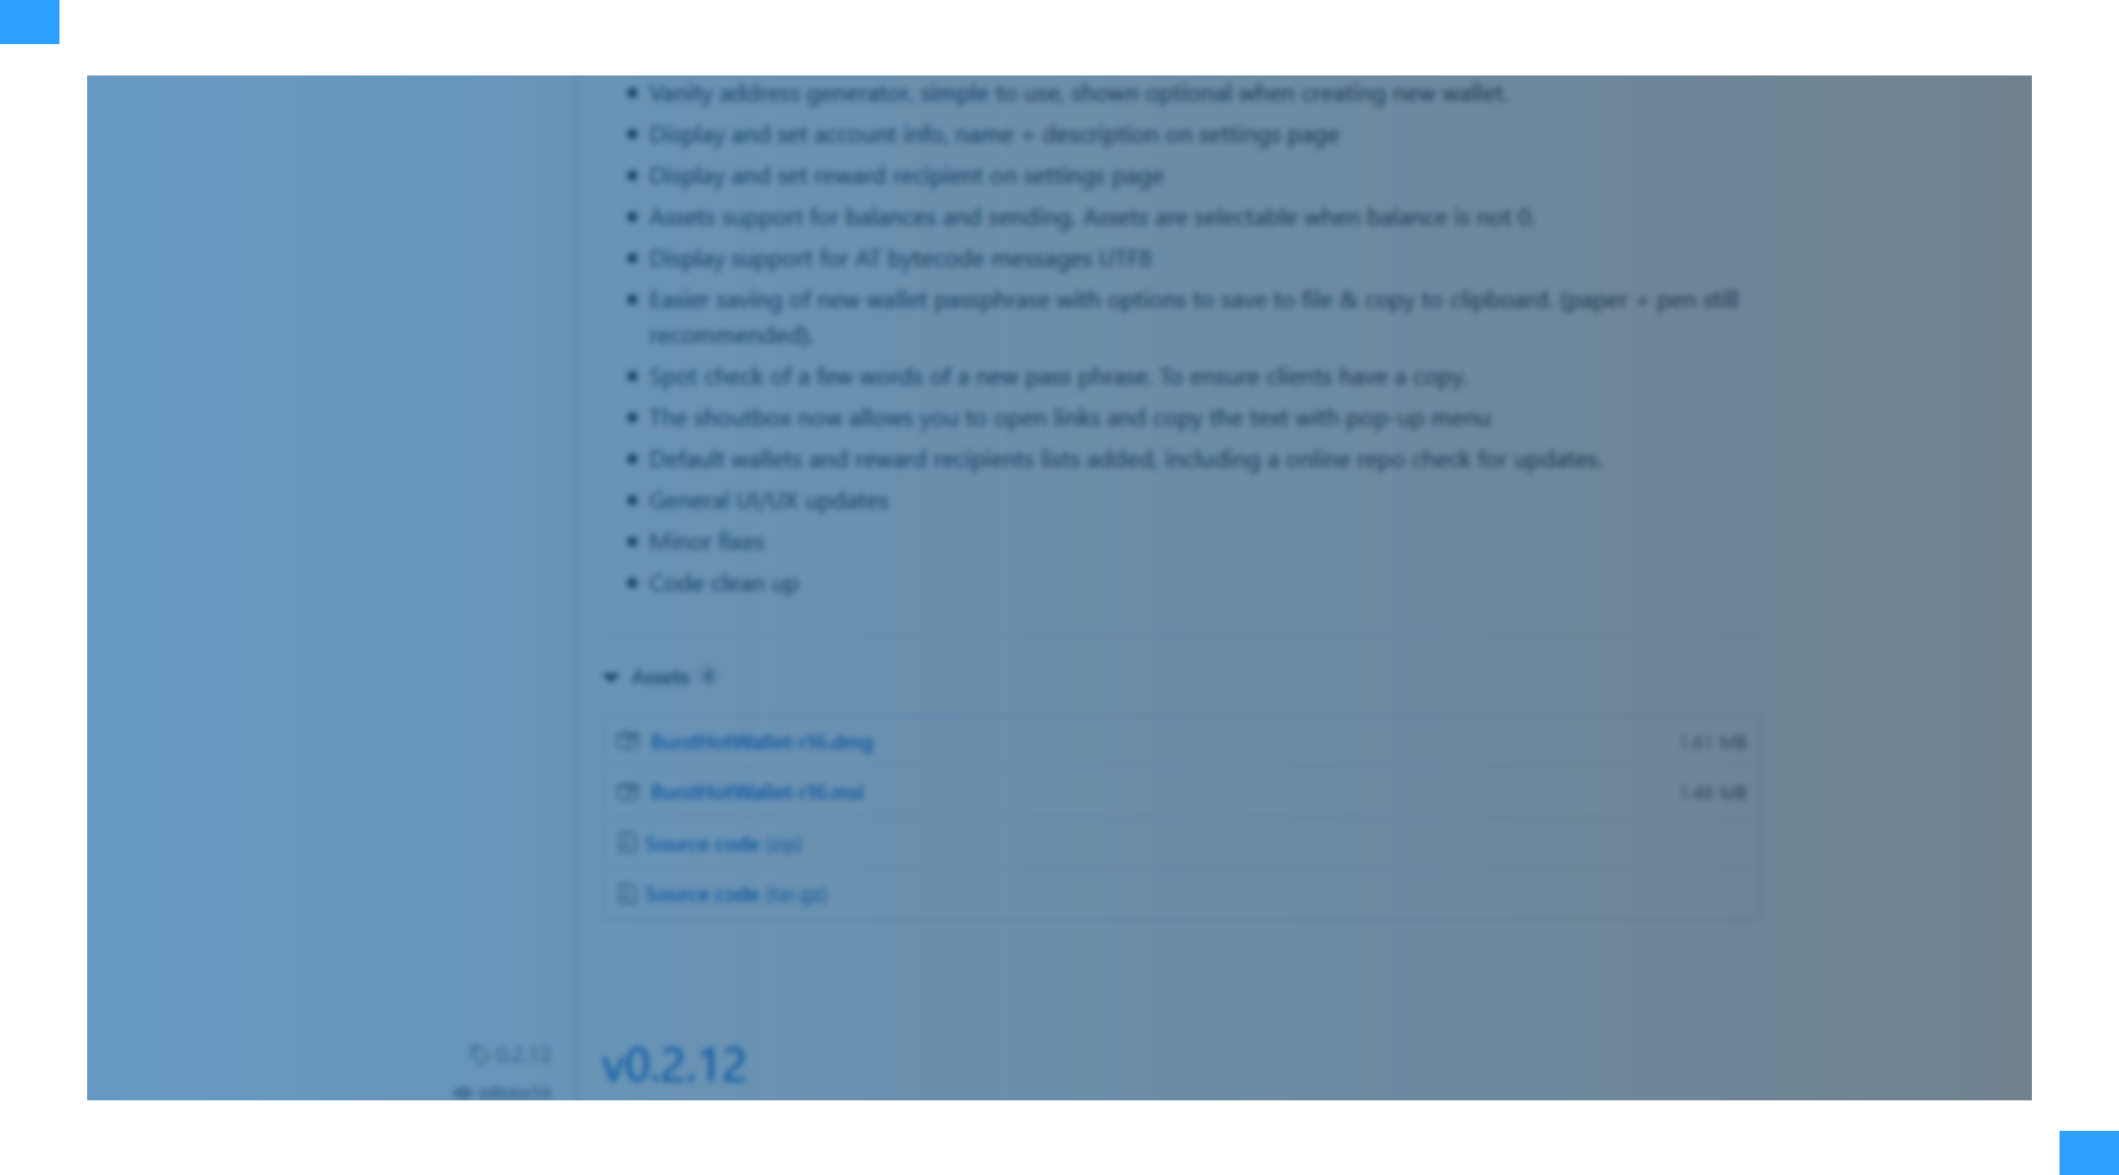 Vanity address generator, simple to use, shown optional when creating new wallet.
Display and set account info, name + description on settings page
Display and set reward recipient on settings page
Assets support for balances and sending. Assets are selectable when balance is not 0.
Display support for AT bytecode messages UTF8
Easier saving of new wallet passphrase with options to save to file & copy to clipboard. (paper + pen still
recommended).
Spot check of a few words of a new pass phrase. To ensure clients have a copy.
The shoutbox now allows you to open links and copy the text with pop-up menu
Default wallets and reward recipients lists added, including a online repo check for updates.
General UI/UX updates
Minor fixes
Code clean up
Assets 4
BurstHotWallet-r16.dmg 1.61 MB
BurstHotWallet-r16.msi 1.48 MB
Source code (zip)
Source code (tar.gz)
0.2.12
v0.2.12